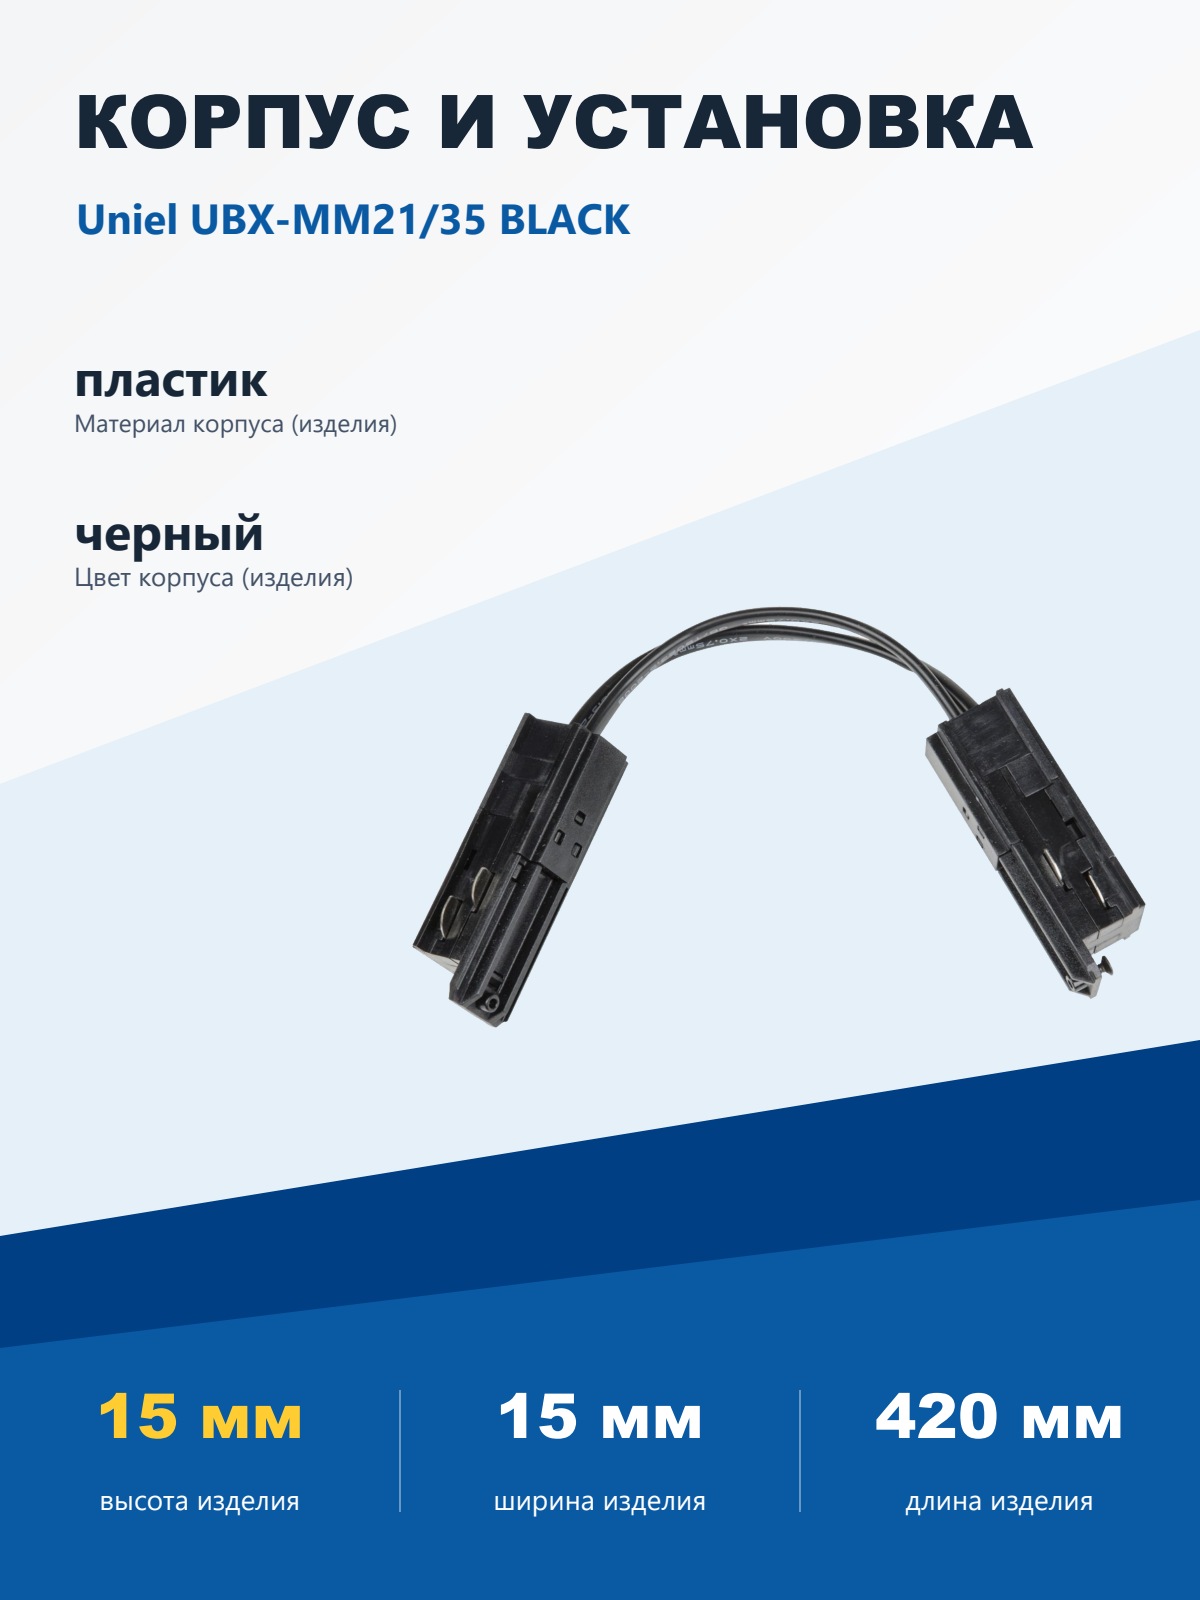 КОРПУС И УСТАНОВКА
Uniel UBX-MM21/35 BLACK
пластик
Материал корпуса (изделия)
черный
Цвет корпуса (изделия)
15 мм
высота изделия
15 мм
ширина изделия
420 мм
длина изделия